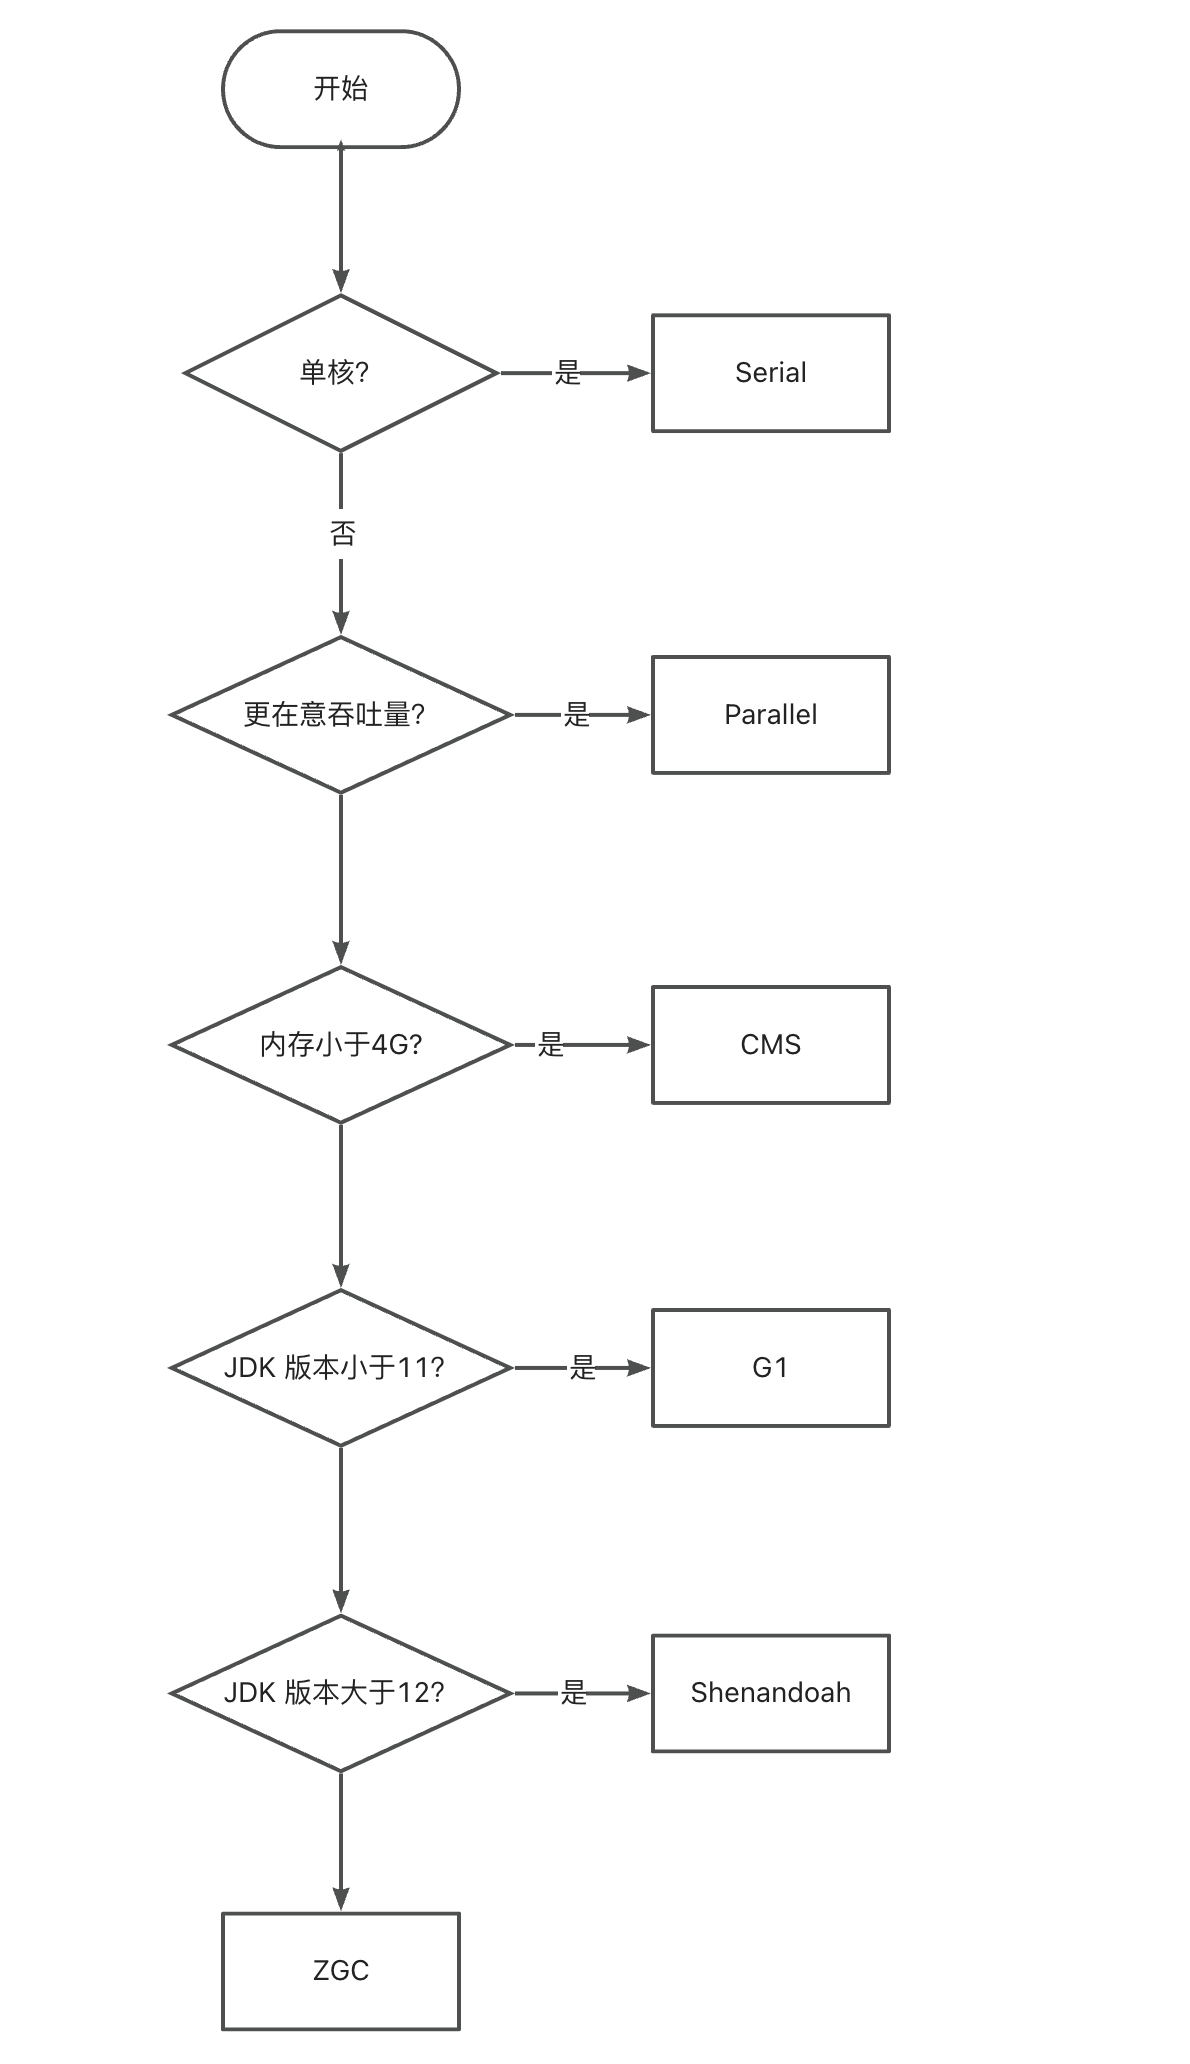 开始
单核?
是
Serial
否
更在意吞吐量?
是
Parallel
内存小于4G?
是
CMS
JDK 版本小于11?
是
G1
JDK 版本大于12?
是
Shenandoah
ZGC